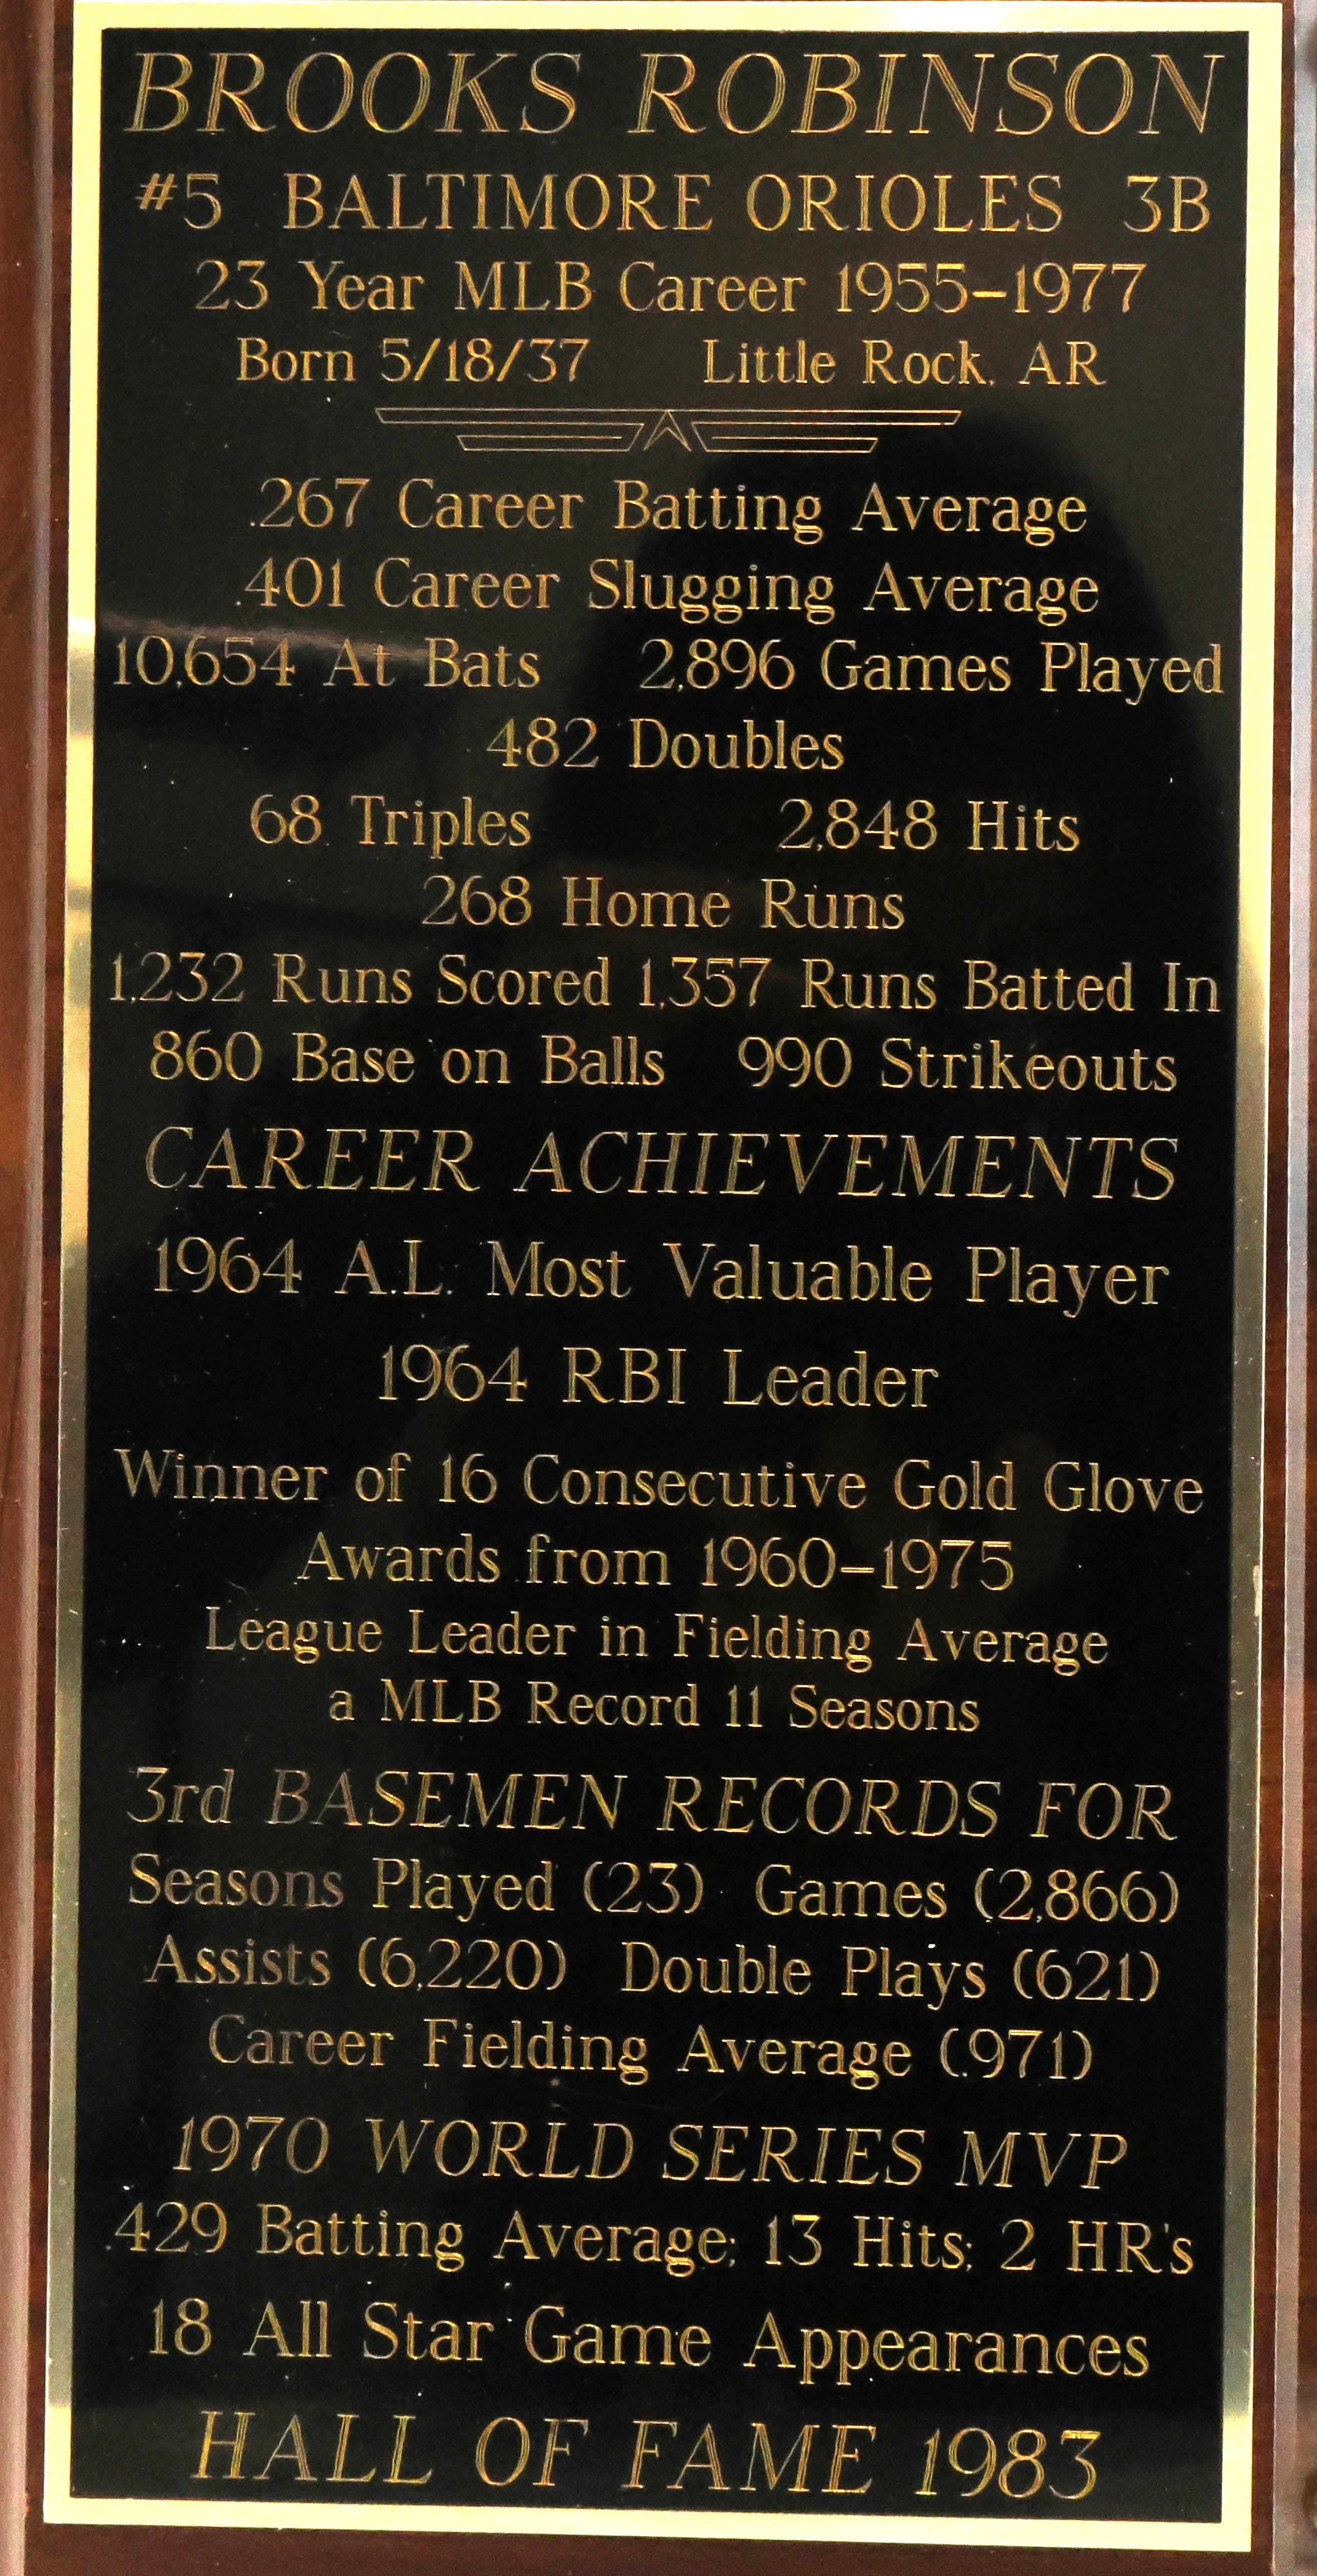 BROOKS ROBINSON
#5 BALTIMORE ORIOLES 3B
23 Year MLB Career 1955-1977
Born 5/18/37 Little Rock, AR
.267 Career Batting Average
.401 Career Slugging Average
10,654 At Bats 2,896 Games Played
482 Doubles
68 Triples 2,848 Hits
268 Home Runs
1,232 Runs Scored 1,357 Runs Batted In
860 Base on Balls 990 Strikeouts
CAREER ACHIEVEMENTS
1964 A.L. Most Valuable Player
1964 RBI Leader
Winner of 16 Consecutive Gold Glove
Awards from 1960-1975
League Leader in Fielding Average
a MLB Record 11 Seasons
3rd BASEMEN RECORDS FOR
Seasons Played (23) Games (2,866)
Assists (6,220) Double Plays (621)
Career Fielding Average (.971)
1970 WORLD SERIES MVP
.429 Batting Average; 13 Hits; 2 HR's
18 All Star Game Appearances
HALL OF FAME 1983